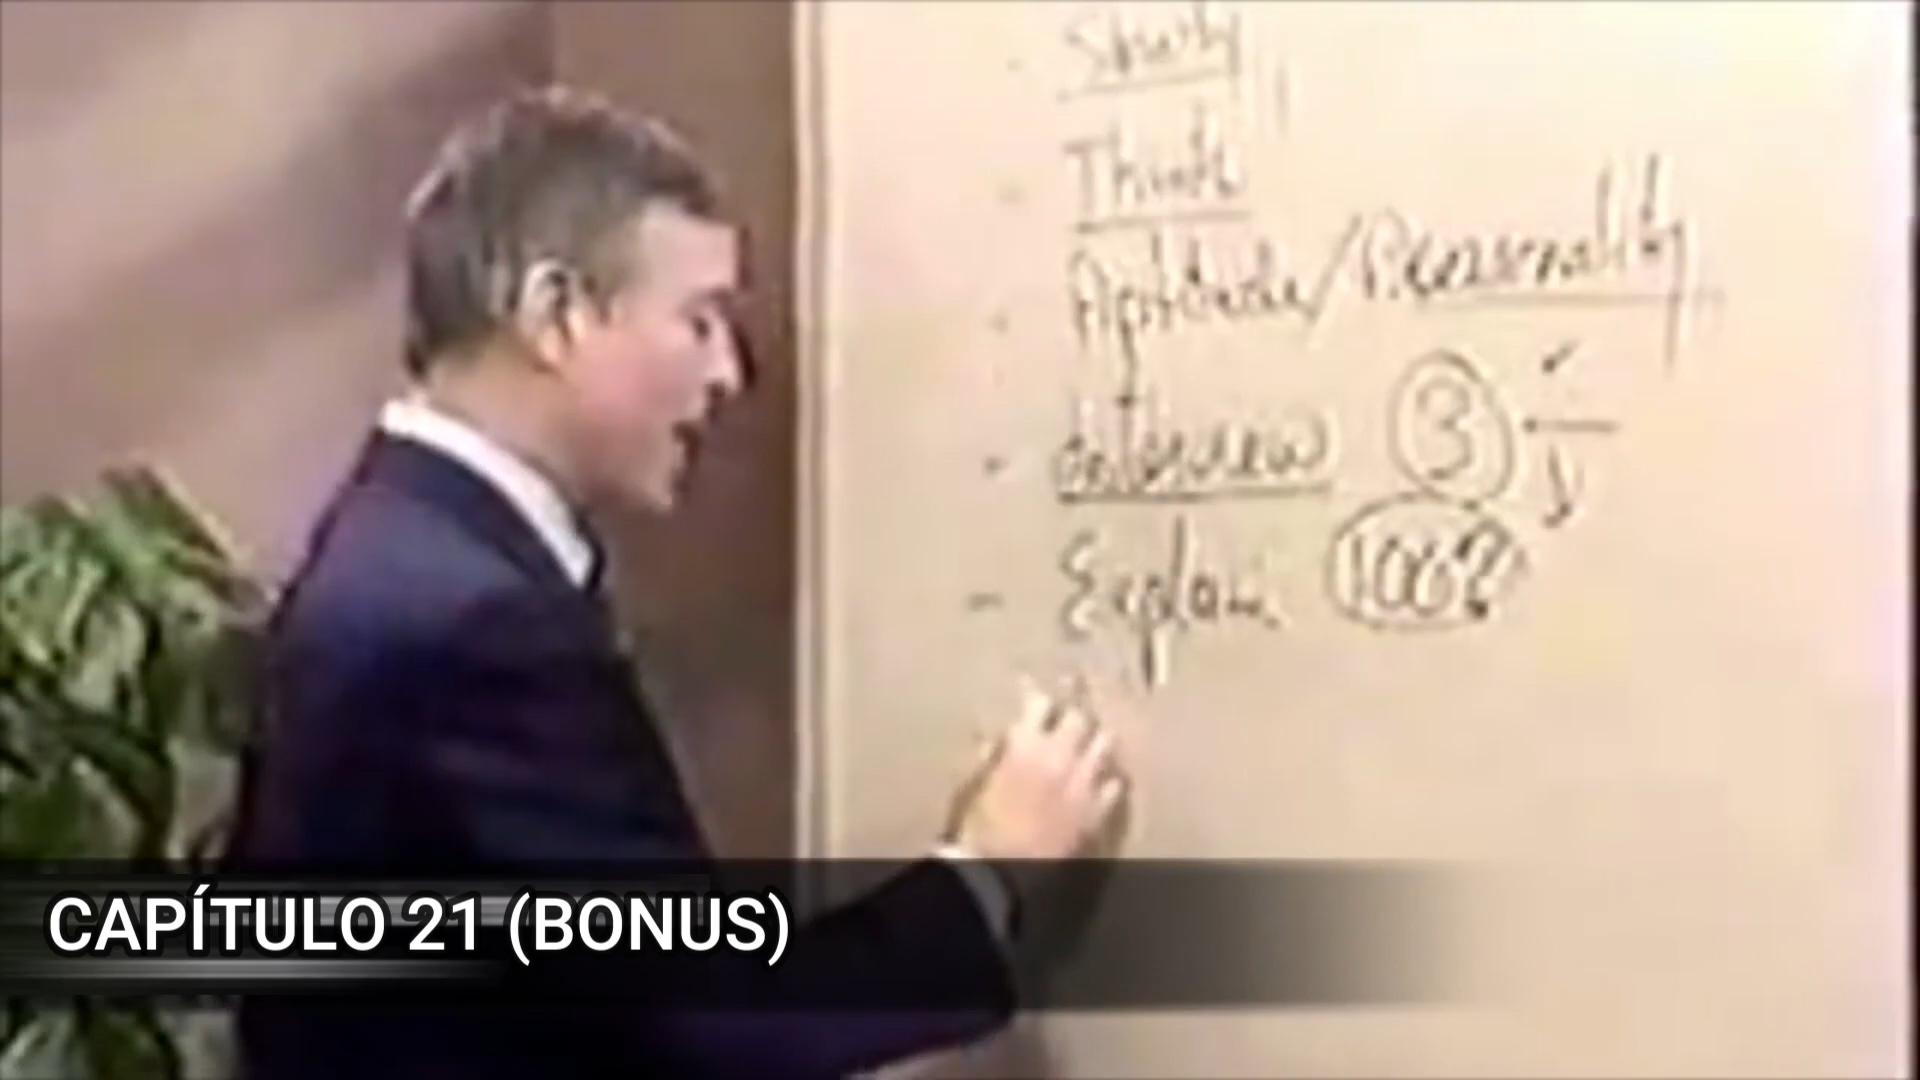 Study
Think
Aptitude/Personality
- Interview 3
- Explain 100?
CAPÍTULO 21 (BONUS)